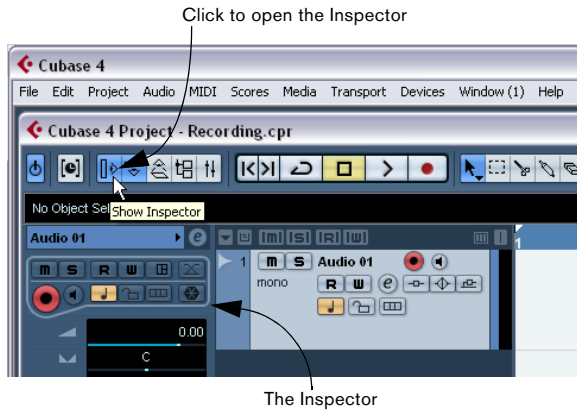 Click to open the Inspector
Cubase 4
File Edit Project Audio MIDI Scores Media Transport Devices Window (1) Help
Cubase 4 Project - Recording.cpr
No Object Sel
Show Inspector
Audio 01 e
m S R W
0.00
C
m S R W
1 m S Audio 01
mono R W e
1
The Inspector